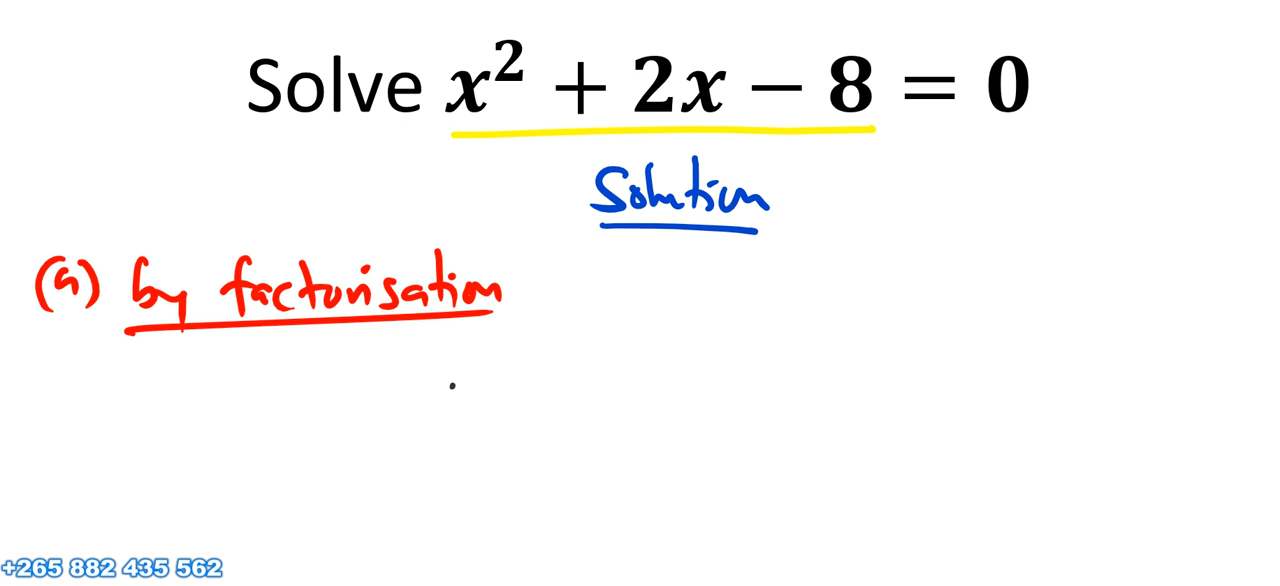 Solve x² + 2x − 8 = 0
Solution
(a) by factorisation
+265 882 435 562